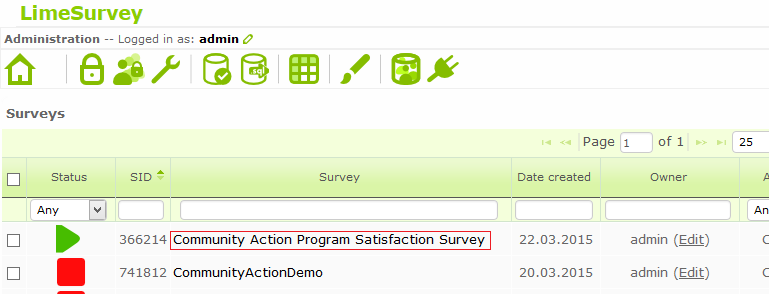 LimeSurvey
Administration -- Logged in as: admin
sql
Surveys
Page 1 of 1 25
Status SID Survey Date created Owner A
Any An
366214 Community Action Program Satisfaction Survey 22.03.2015 admin (Edit)
741812 CommunityActionDemo 20.03.2015 admin (Edit)